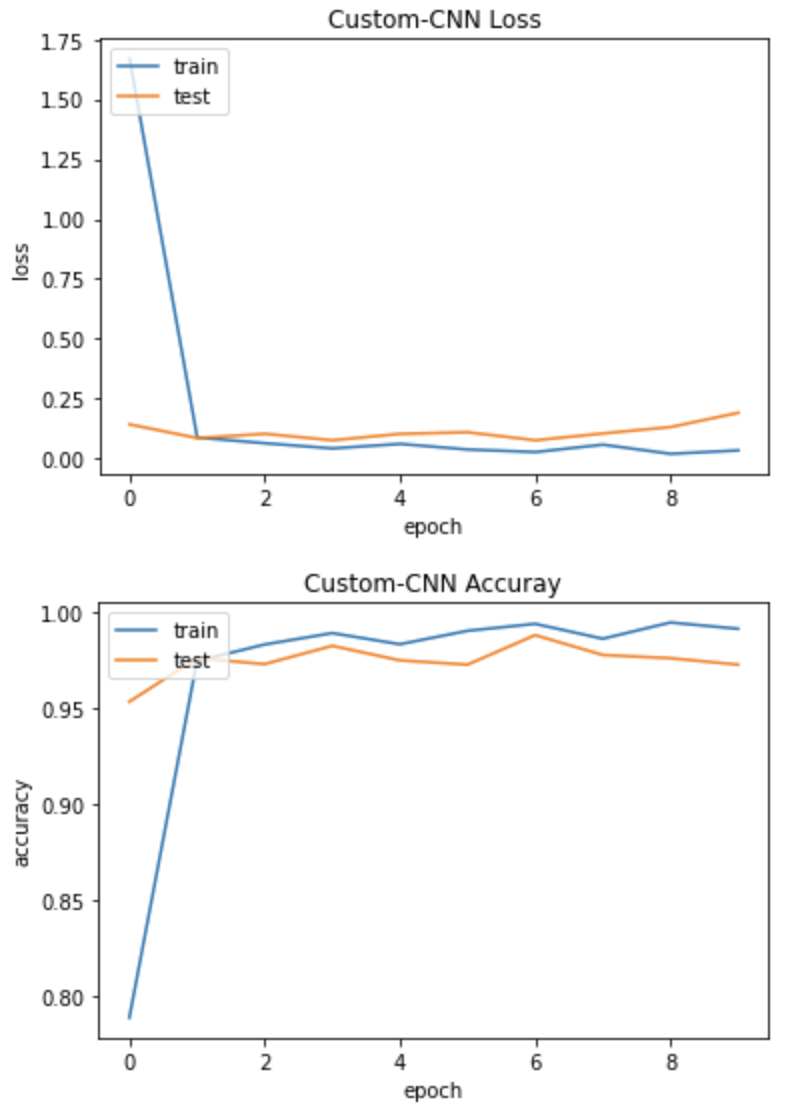 Custom-CNN Loss
1.75
1.50
1.25
1.00
0.75
0.50
0.25
0.00
loss
train
test
0 2 4 6 8
epoch
Custom-CNN Accuray
1.00
0.95
0.90
0.85
0.80
accuracy
train
test
0 2 4 6 8
epoch